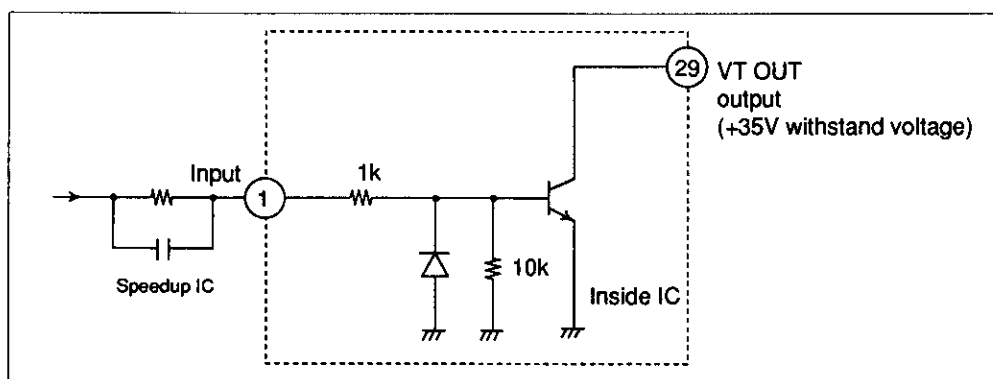 29
VT OUT
output
(+35V withstand voltage)
Input
1
1k
10k
Speedup IC
Inside IC